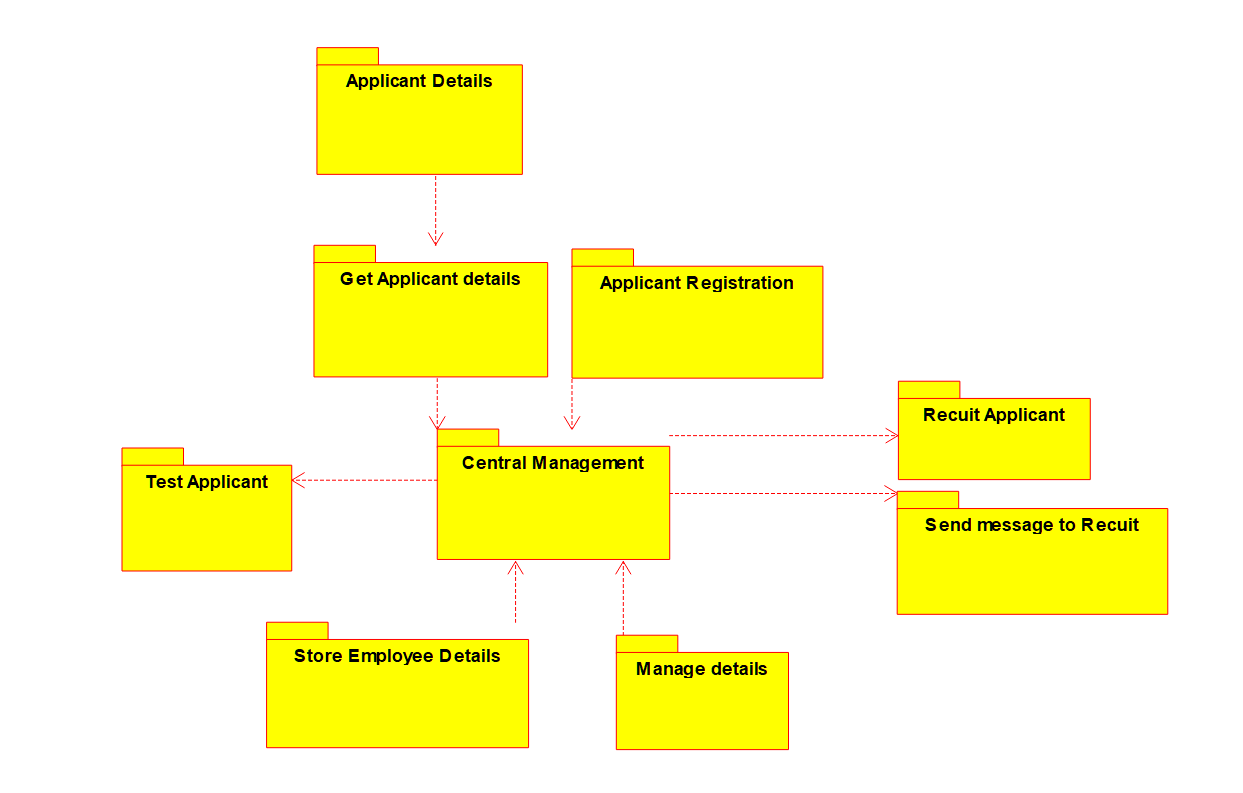 Applicant Details
Get Applicant details
Applicant Registration
Recuit Applicant
Central Management
Test Applicant
Send message to Recuit
Store Employee Details
Manage details